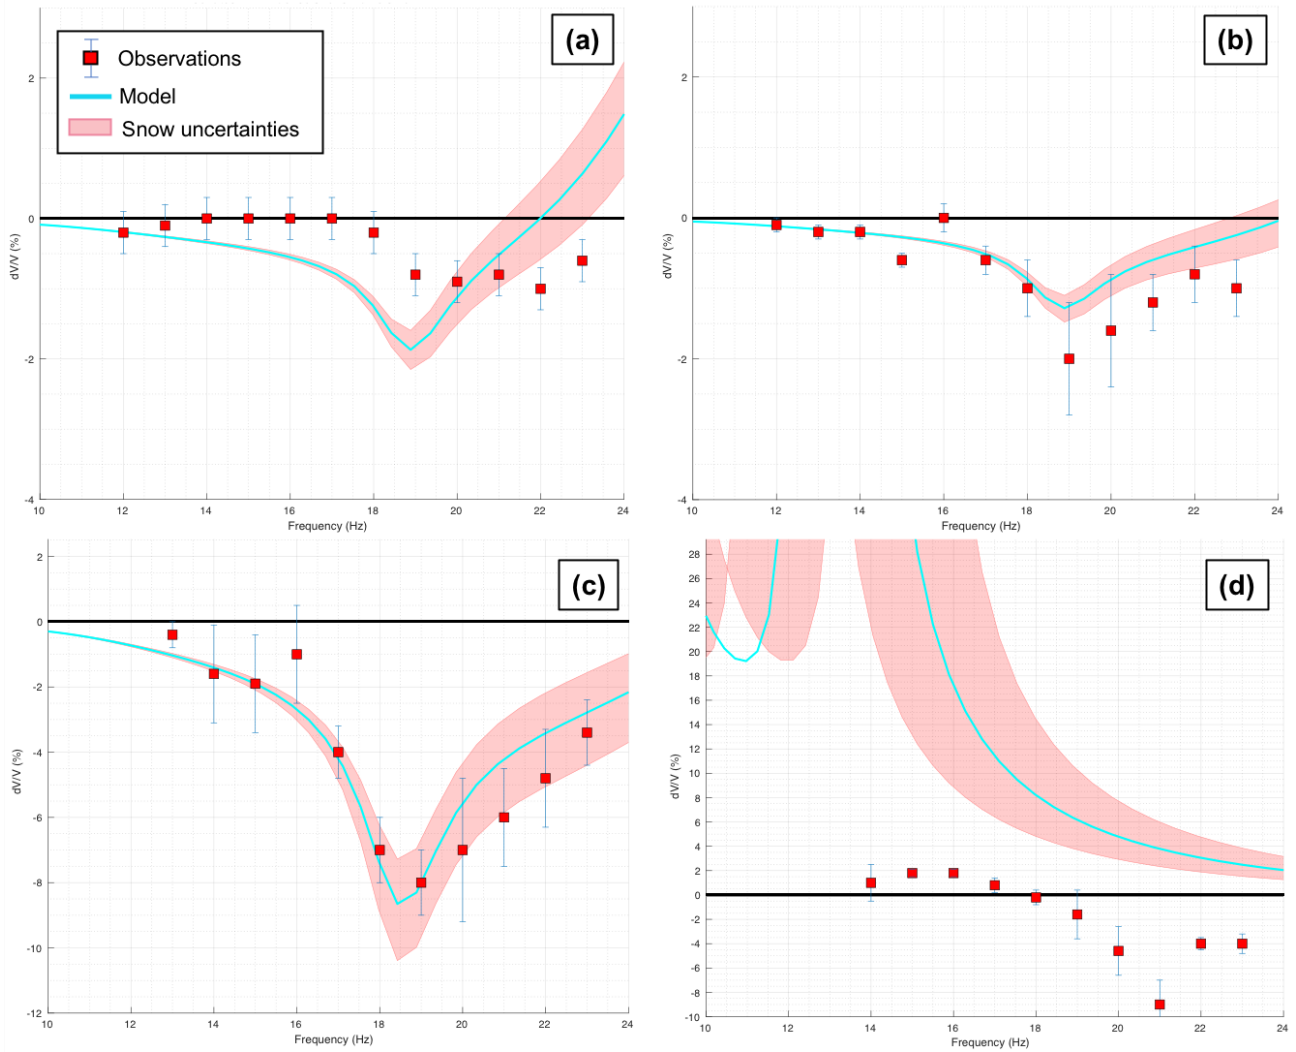 (a)
Observations
Model
Snow uncertainties
2
0
-2
-4
dV/V (%)
10 12 14 16 18 20 22 24
Frequency (Hz)
(b)
2
0
-2
-4
dV/V (%)
10 12 14 16 18 20 22 24
Frequency (Hz)
(c)
2
0
-2
-4
-6
-8
-10
-12
dV/V (%)
10 12 14 16 18 20 22 24
Frequency (Hz)
(d)
28
26
24
22
20
18
16
14
12
10
8
6
4
2
0
-2
-4
-6
-8
-10
dV/V (%)
10 12 14 16 18 20 22 24
Frequency (Hz)